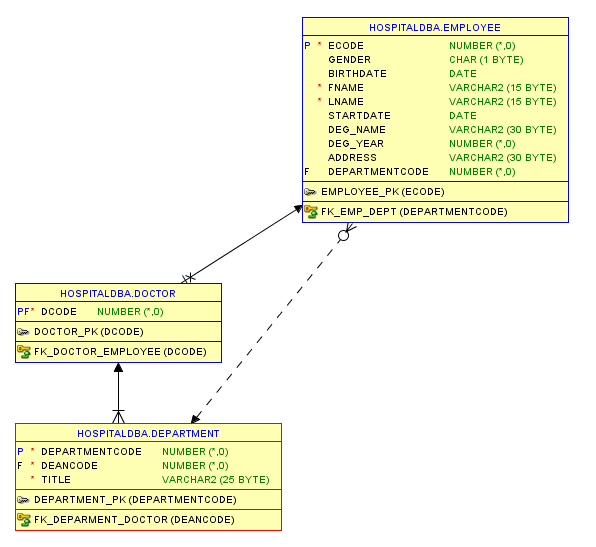 HOSPITALDBA.EMPLOYEE
P * ECODE NUMBER (*,0)
GENDER CHAR (1 BYTE)
BIRTHDATE DATE
* FNAME VARCHAR2 (15 BYTE)
* LNAME VARCHAR2 (15 BYTE)
STARTDATE DATE
DEG_NAME VARCHAR2 (30 BYTE)
DEG_YEAR NUMBER (*,0)
ADDRESS VARCHAR2 (30 BYTE)
F DEPARTMENTCODE NUMBER (*,0)
EMPLOYEE_PK (ECODE)
FK_EMP_DEPT (DEPARTMENTCODE)
HOSPITALDBA.DOCTOR
PF* DCODE NUMBER (*,0)
DOCTOR_PK (DCODE)
FK_DOCTOR_EMPLOYEE (DCODE)
HOSPITALDBA.DEPARTMENT
P * DEPARTMENTCODE NUMBER (*,0)
F * DEANCODE NUMBER (*,0)
* TITLE VARCHAR2 (25 BYTE)
DEPARTMENT_PK (DEPARTMENTCODE)
FK_DEPARMENT_DOCTOR (DEANCODE)